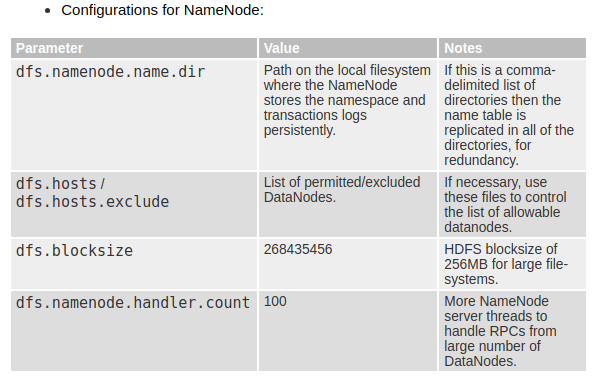 • Configurations for NameNode:
Parameter Value Notes
dfs.namenode.name.dir
Path on the local filesystem
where the NameNode
stores the namespace and
transactions logs
persistently.
If this is a comma-
delimited list of
directories then the
name table is
replicated in all of the
directories, for
redundancy.
dfs.hosts /
dfs.hosts.exclude
List of permitted/excluded
DataNodes.
If necessary, use
these files to control
the list of allowable
datanodes.
dfs.blocksize
268435456
HDFS blocksize of
256MB for large file-
systems.
dfs.namenode.handler.count
100
More NameNode
server threads to
handle RPCs from
large number of
DataNodes.